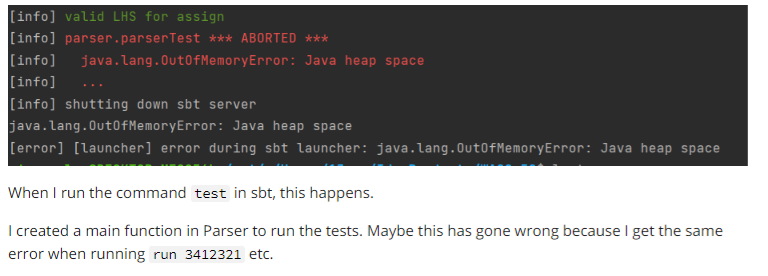 [info] valid LHS for assign
[info] parser.parserTest *** ABORTED ***
[info]   java.lang.OutOfMemoryError: Java heap space
[info]   ...
[info] shutting down sbt server
java.lang.OutOfMemoryError: Java heap space
[error] [launcher] error during sbt launcher: java.lang.OutOfMemoryError: Java heap space
When I run the command test in sbt, this happens.
I created a main function in Parser to run the tests. Maybe this has gone wrong because I get the same
error when running run 3412321 etc.